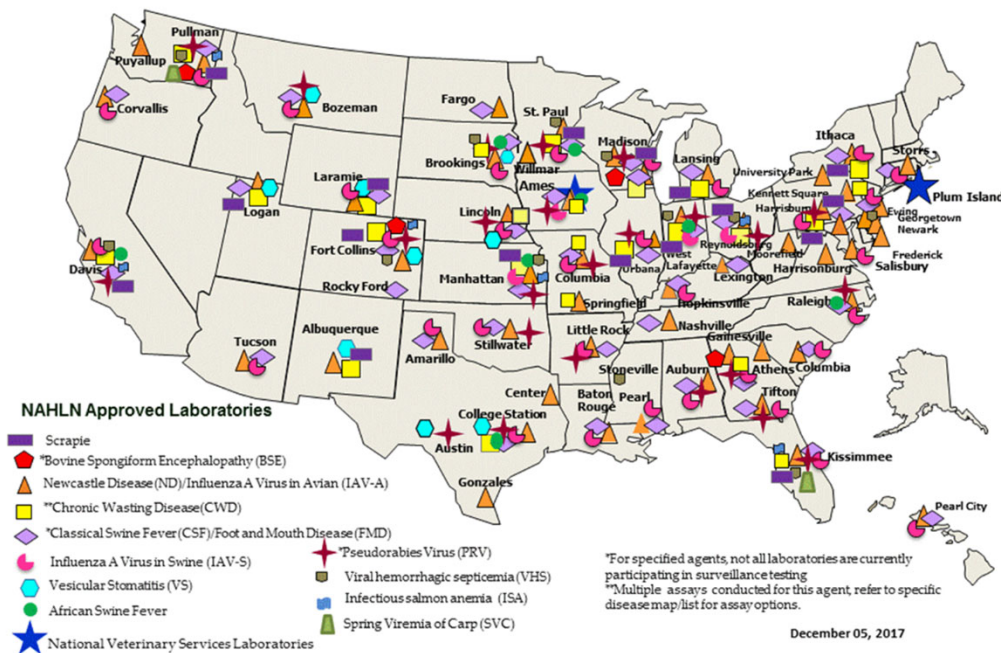 Pullman
Puyallup
Corvallis
Bozeman
Fargo
St. Paul
Brookings
Willmar
Madison
Lansing
Ithaca
Storrs
University Park
Plum Island
Kennett Square
Harrisburg
Ewing
Georgetown
Newark
Frederick
Salisbury
Laramie
Logan
Ames
Lincoln
Reynoldsburg
Moorefield
Harrisonburg
West
Lafayette
Urbana
Lexington
Fort Collins
Davis
Manhattan
Columbia
Rocky Ford
Springfield
Hopkinsville
Raleigh
Nashville
Tucson
Albuquerque
Amarillo
Stillwater
Little Rock
Gainesville
Stoneville
Auburn
Athens
Columbia
Tifton
Center
Baton
Rouge
Pearl
College Station
Austin
Gonzales
Kissimmee
Pearl City
NAHLN Approved Laboratories
Scrapie
*Bovine Spongiform Encephalopathy (BSE)
Newcastle Disease (ND)/Influenza A Virus in Avian (IAV-A)
**Chronic Wasting Disease(CWD)
*Classical Swine Fever (CSF)/Foot and Mouth Disease (FMD)
Influenza A Virus in Swine (IAV-S)
Vesicular Stomatitis (VS)
African Swine Fever
National Veterinary Services Laboratories
*Pseudorabies Virus (PRV)
Viral hemorrhagic septicemia (VHS)
Infectious salmon anemia (ISA)
Spring Viremia of Carp (SVC)
*For specified agents, not all laboratories are currently
participating in surveillance testing
**Multiple assays conducted for this agent, refer to specific
disease map/list for assay options.
December 05, 2017